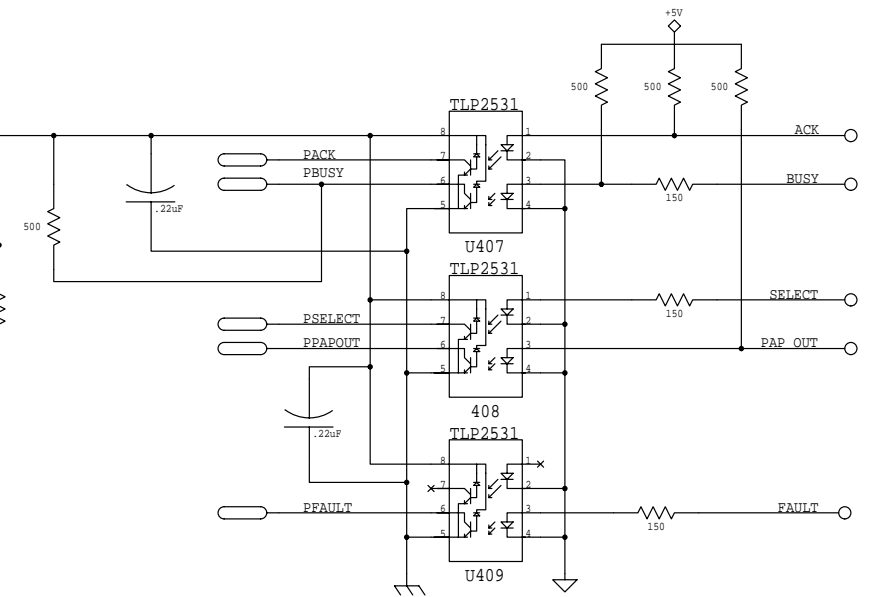 +5V
500
500
500
TLP2531
8
1
ACK
PACK
7
2
PBUSY
6
3
BUSY
150
.22uF
5
4
500
U407
TLP2531
8
1
SELECT
150
PSELECT
7
2
PPAPOUT
6
3
PAP OUT
5
4
408
.22uF
TLP2531
8
1
7
2
PFAULT
6
3
FAULT
150
5
4
U409